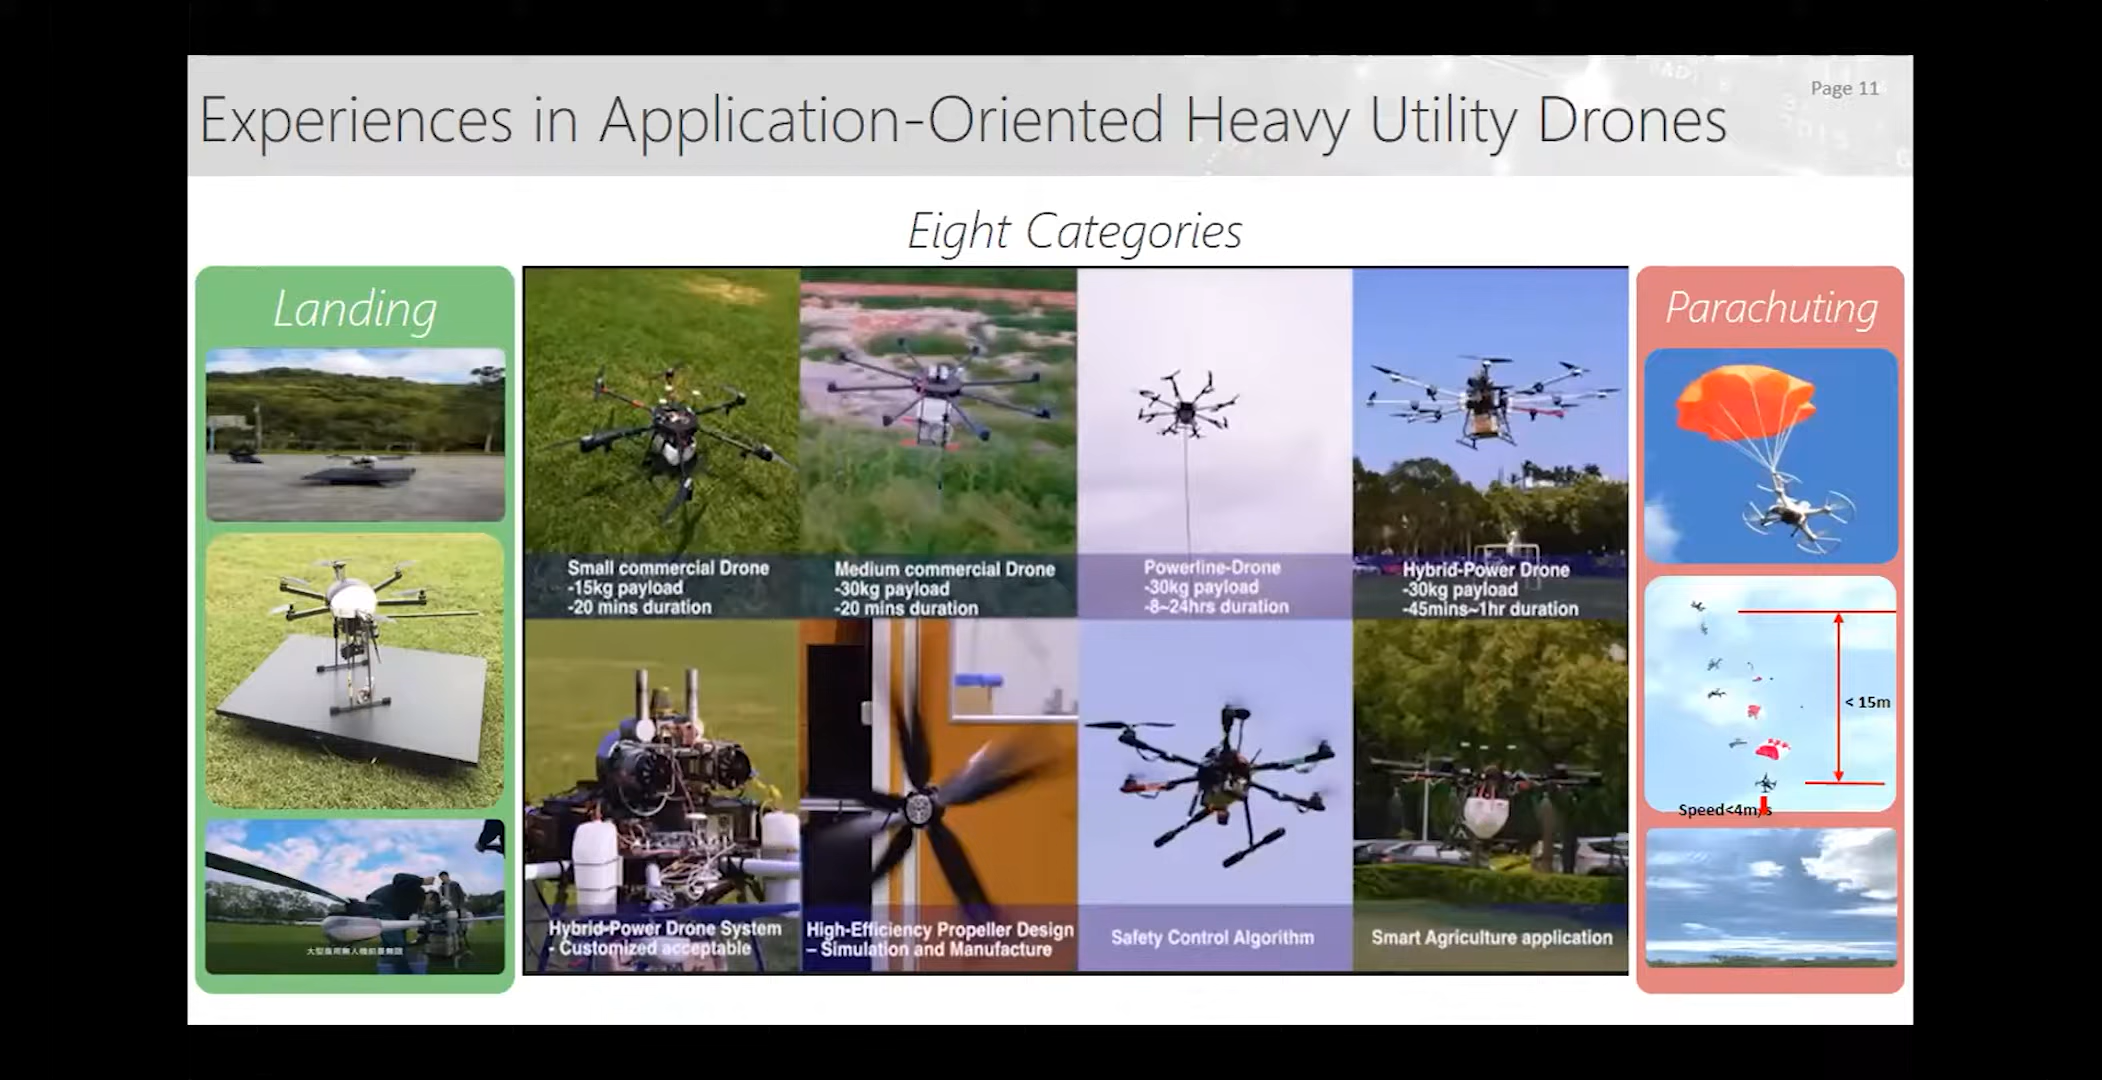 Page 11
Experiences in Application-Oriented Heavy Utility Drones
Eight Categories
Landing
Small commercial Drone
-15kg payload
-20 mins duration
Medium commercial Drone
-30kg payload
-20 mins duration
Powerline-Drone
-30kg payload
-8~24hrs duration
Hybrid-Power Drone
-30kg payload
-45mins~1hr duration
Hybrid-Power Drone System
- Customized acceptable
High-Efficiency Propeller Design
– Simulation and Manufacture
Safety Control Algorithm
Smart Agriculture application
Parachuting
< 15m
Speed<4m/s